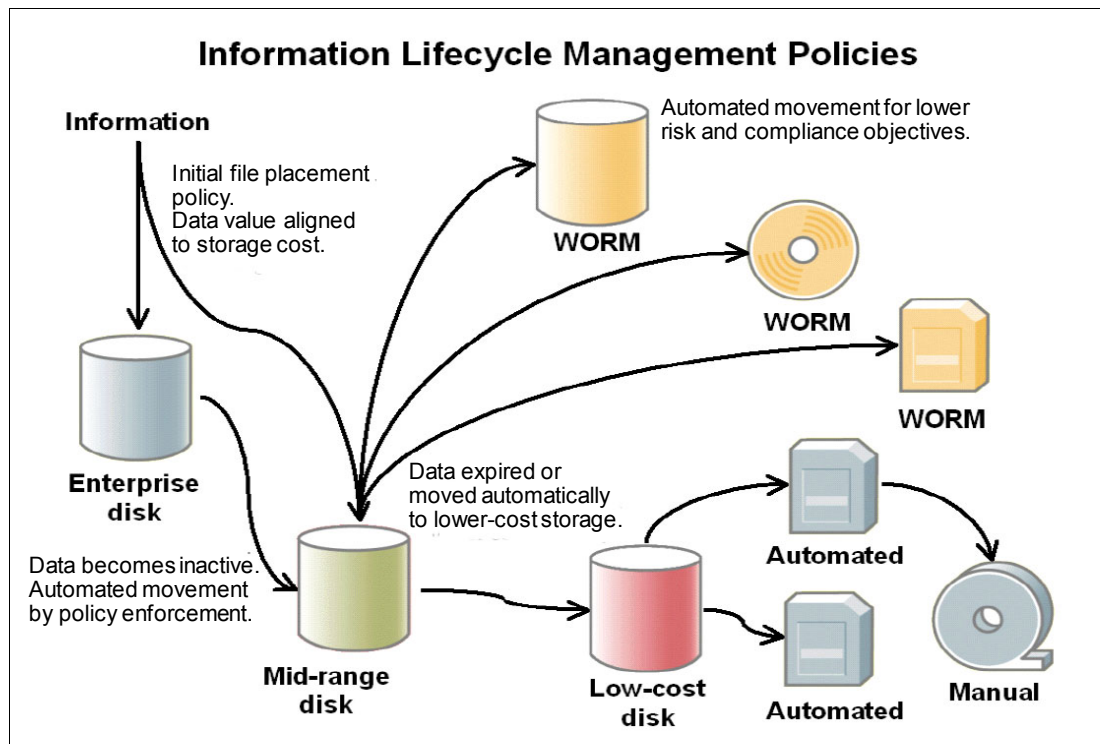 Information Lifecycle Management Policies
Information
Initial file placement
policy.
Data value aligned
to storage cost.
Automated movement for lower
risk and compliance objectives.
WORM
WORM
WORM
Enterprise
disk
Data becomes inactive.
Automated movement
by policy enforcement.
Data expired or
moved automatically
to lower-cost storage.
Mid-range
disk
Low-cost
disk
Automated
Automated
Manual